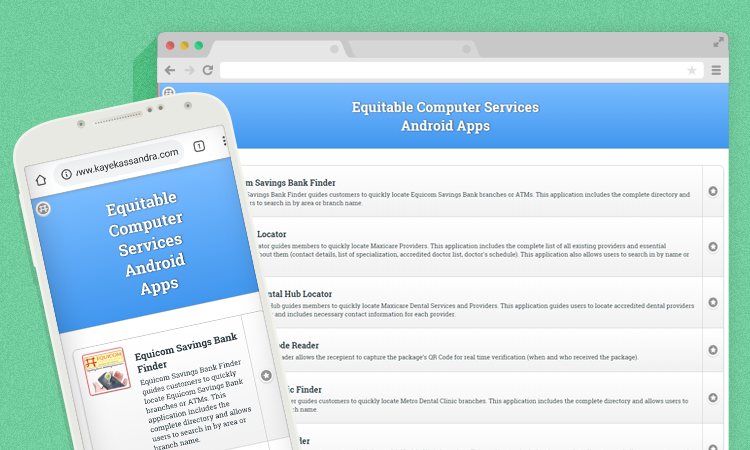 Equitable Computer Services
Android Apps
m Savings Bank Finder
Savings Bank Finder guides customers to quickly locate Equicom Savings Bank branches or ATMs. This application includes the complete directory and
rs to search in by area or branch name.
Locator
ator guides members to quickly locate Maxicare Providers. This application includes the complete list of all existing providers and essential
bout them (contact details, list of specialization, accredited doctor list, doctor's schedule). This application also allows users to search in by name or
ental Hub Locator
Hub guides members to quickly locate Maxicare Dental Services and Providers. This application guides users to locate accredited dental providers
and includes necessary contact information for each provider.
ode Reader
ader allows the recepient to capture the package's QR Code for real time verification (when and who received the package).
ic Finder
er guides customers to quickly locate Metro Dental Clinic branches. This application includes the complete directory and allows users to
ch name.
der
www.kayekassandra.com
1
Equitable
Computer
Services
Android
Apps
EQUICOM
Equicom Savings Bank
Finder
Equicom Savings Bank Finder
guides customers to quickly
locate Equicom Savings Bank
branches or ATMs. This
application includes the
complete directory and allows
users to search in by area or
branch name.